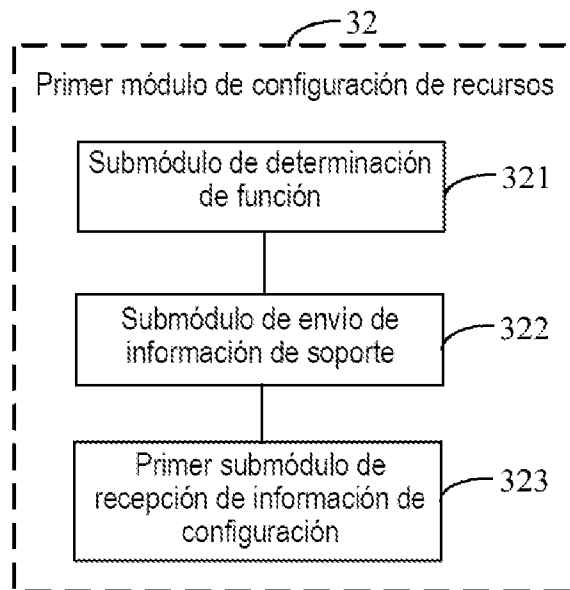 32
Primer módulo de configuración de recursos
Submódulo de determinación
de función
321
Submódulo de envío de
información de soporte
322
Primer submódulo de
recepción de información de
configuración
323